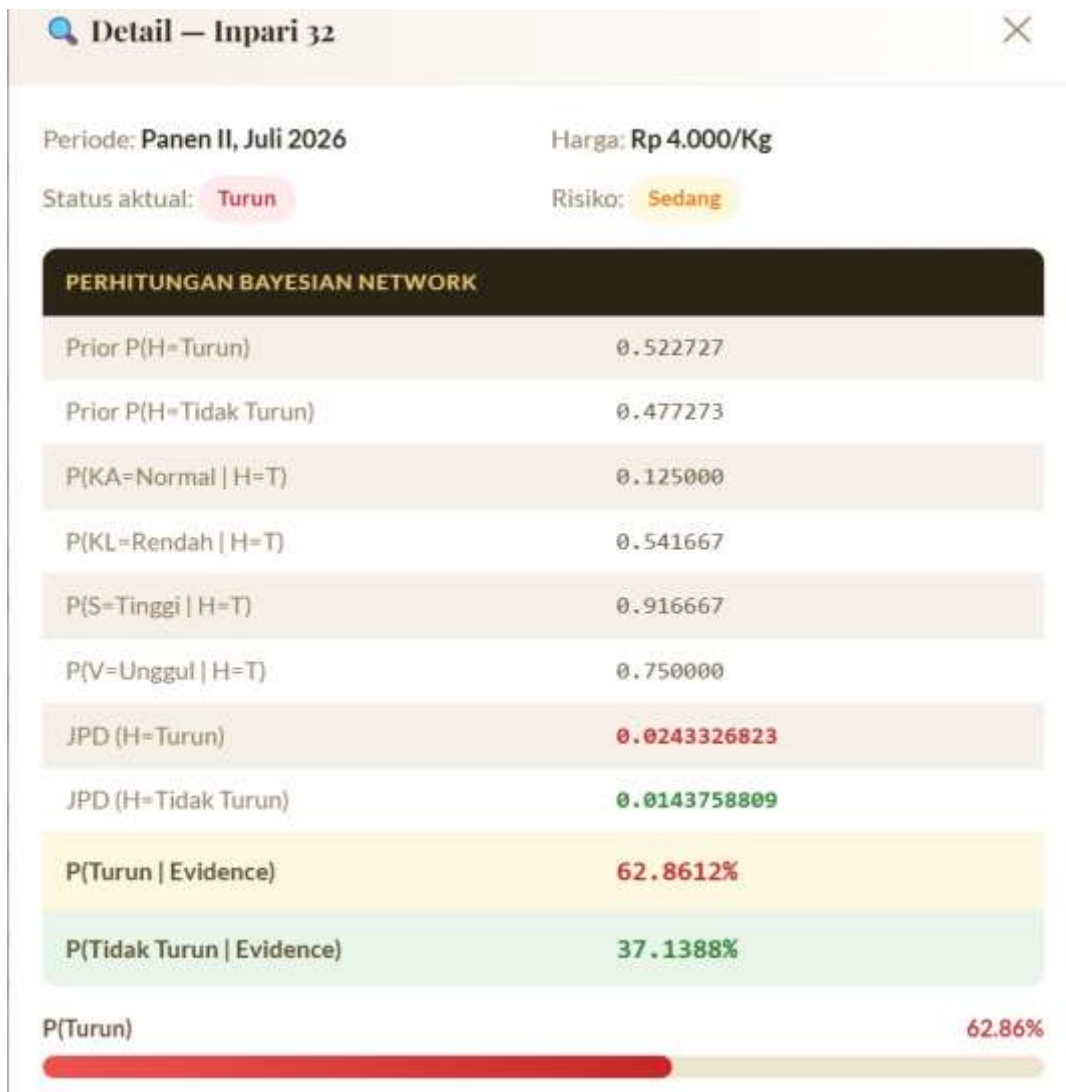 Detail — Inpari 32
Periode: Panen II, Juli 2026 Harga: Rp 4.000/Kg
Status aktual: Turun Risiko: Sedang
PERHITUNGAN BAYESIAN NETWORK
Prior P(H=Turun) 0.522727
Prior P(H=Tidak Turun) 0.477273
P(KA=Normal | H=T) 0.125000
P(KL=Rendah | H=T) 0.541667
P(S=Tinggi | H=T) 0.916667
P(V=Unggul | H=T) 0.750000
JPD (H=Turun) 0.0243326823
JPD (H=Tidak Turun) 0.0143758809
P(Turun | Evidence) 62.8612%
P(Tidak Turun | Evidence) 37.1388%
P(Turun) 62.86%